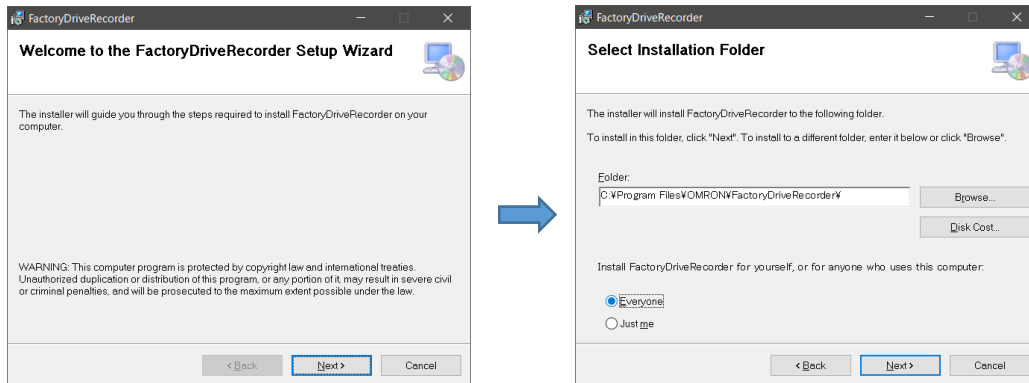 FactoryDriveRecorder
Welcome to the FactoryDriveRecorder Setup Wizard
The installer will guide you through the steps required to install FactoryDriveRecorder on your
computer.
WARNING: This computer program is protected by copyright law and international treaties.
Unauthorized duplication or distribution of this program, or any portion of it, may result in severe civil
or criminal penalties, and will be prosecuted to the maximum extent possible under the law.
< Back
Next >
Cancel
FactoryDriveRecorder
Select Installation Folder
The installer will install FactoryDriveRecorder to the following folder.
To install in this folder, click "Next". To install to a different folder, enter it below or click "Browse".
Folder:
C:¥Program Files¥OMRON¥FactoryDriveRecorder¥
Browse...
Disk Cost...
Install FactoryDriveRecorder for yourself, or for anyone who uses this computer:
Everyone
Just me
< Back
Next >
Cancel